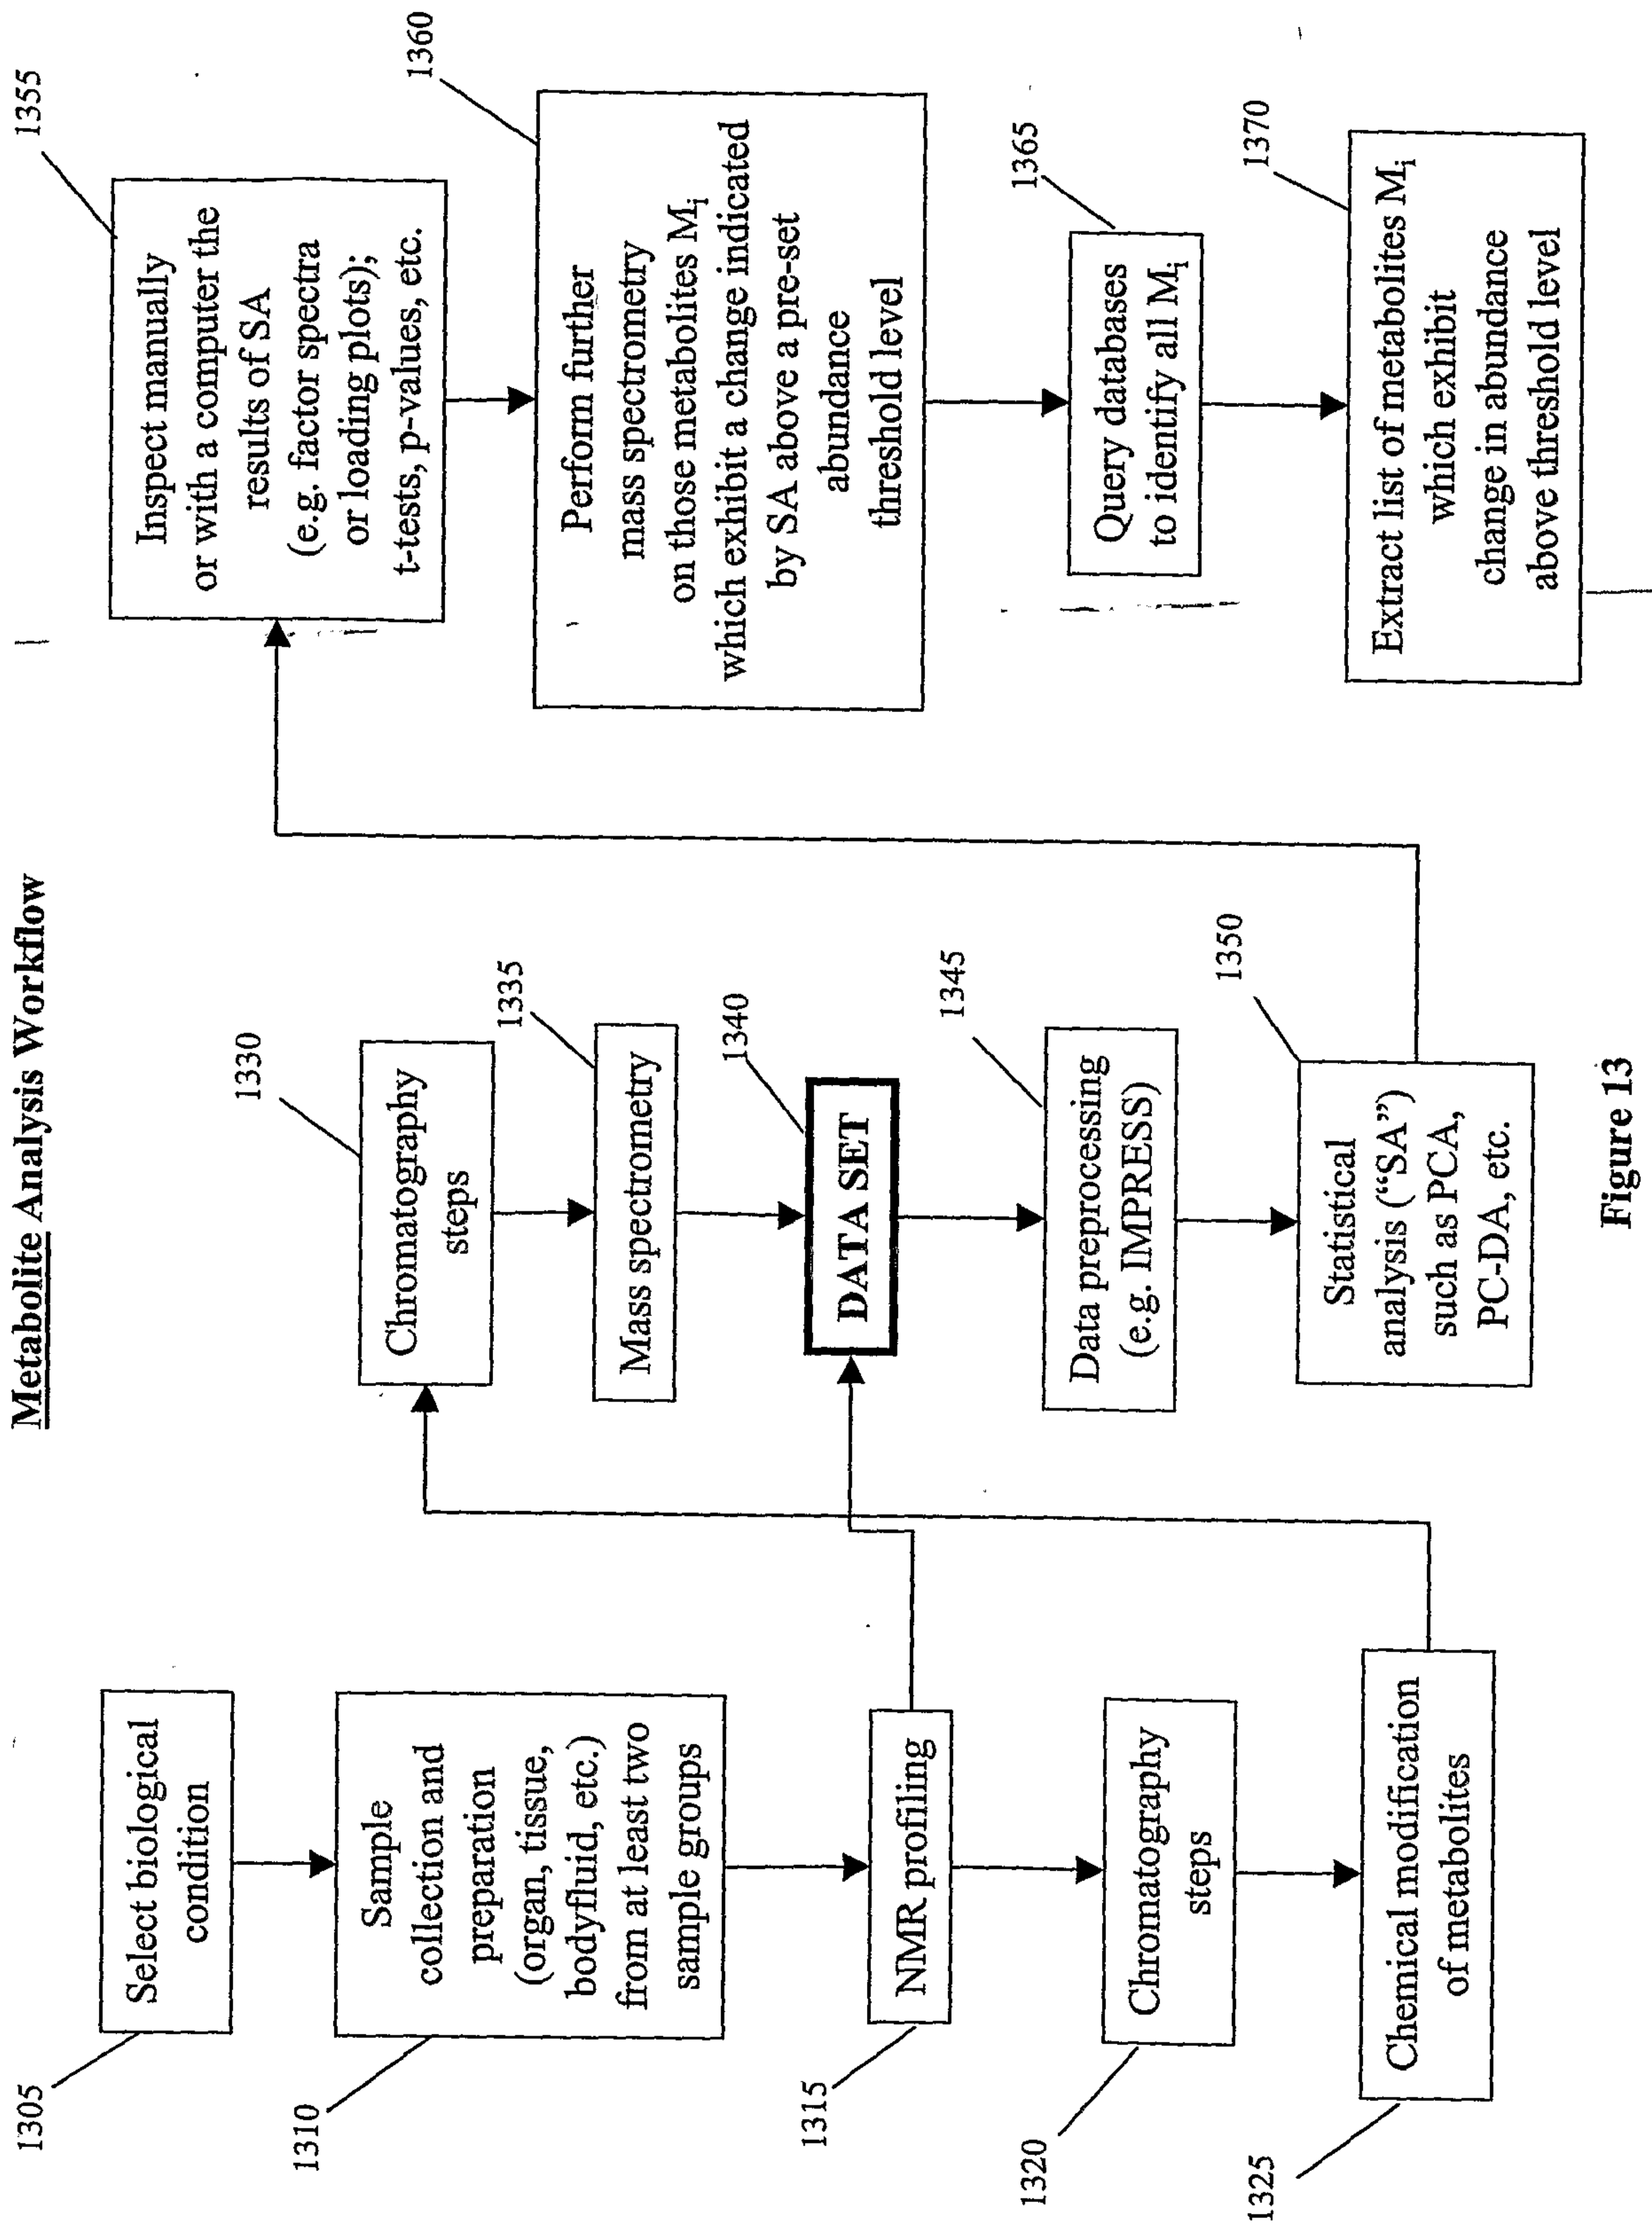 Metabolite Analysis Workflow
1305
Select biological
condition
1310
Sample
collection and
preparation
(organ, tissue,
bodyfluid, etc.)
from at least two
sample groups
1315
NMR profiling
1320
Chromatography
steps
1325
Chemical modification
of metabolites
1330
Chromatography
steps
1335
Mass spectrometry
1340
DATA SET
1345
Data preprocessing
(e.g. IMPRESS)
1350
Statistical
analysis (“SA”)
such as PCA,
PC-DA, etc.
1355
Inspect manually
or with a computer the
results of SA
(e.g. factor spectra
or loading plots);
t-tests, p-values, etc.
1360
Perform further
mass spectrometry
on those metabolites Mi
which exhibit a change indicated
by SA above a pre-set
abundance
threshold level
1365
Query databases
to identify all Mi
1370
Extract list of metabolites Mi
which exhibit
change in abundance
above threshold level
Figure 13